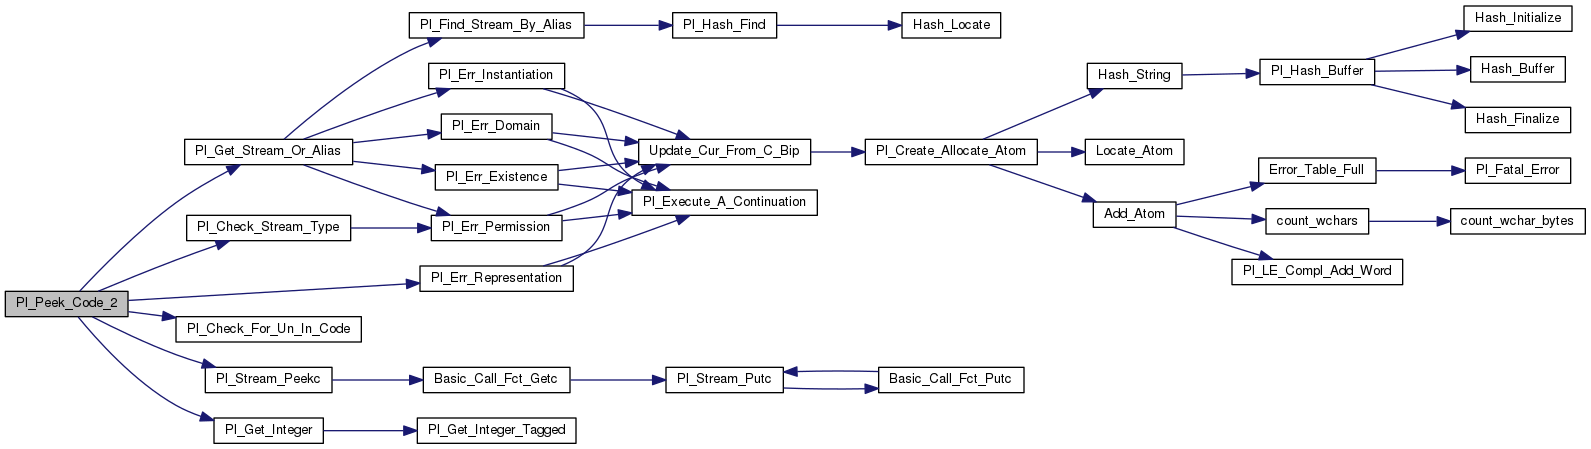 Pl_Find_Stream_By_Alias
Pl_Hash_Find
Hash_Locate
Hash_Initialize
Pl_Err_Instantiation
Hash_String
Pl_Hash_Buffer
Hash_Buffer
Pl_Err_Domain
Hash_Finalize
Pl_Get_Stream_Or_Alias
Update_Cur_From_C_Bip
Pl_Create_Allocate_Atom
Locate_Atom
Pl_Err_Existence
Error_Table_Full
Pl_Fatal_Error
Pl_Execute_A_Continuation
Add_Atom
count_wchars
count_wchar_bytes
Pl_Check_Stream_Type
Pl_Err_Permission
Pl_Err_Representation
Pl_LE_Compl_Add_Word
Pl_Peek_Code_2
Pl_Check_For_Un_In_Code
Pl_Stream_Peekc
Basic_Call_Fct_Getc
Pl_Stream_Putc
Basic_Call_Fct_Putc
Pl_Get_Integer
Pl_Get_Integer_Tagged